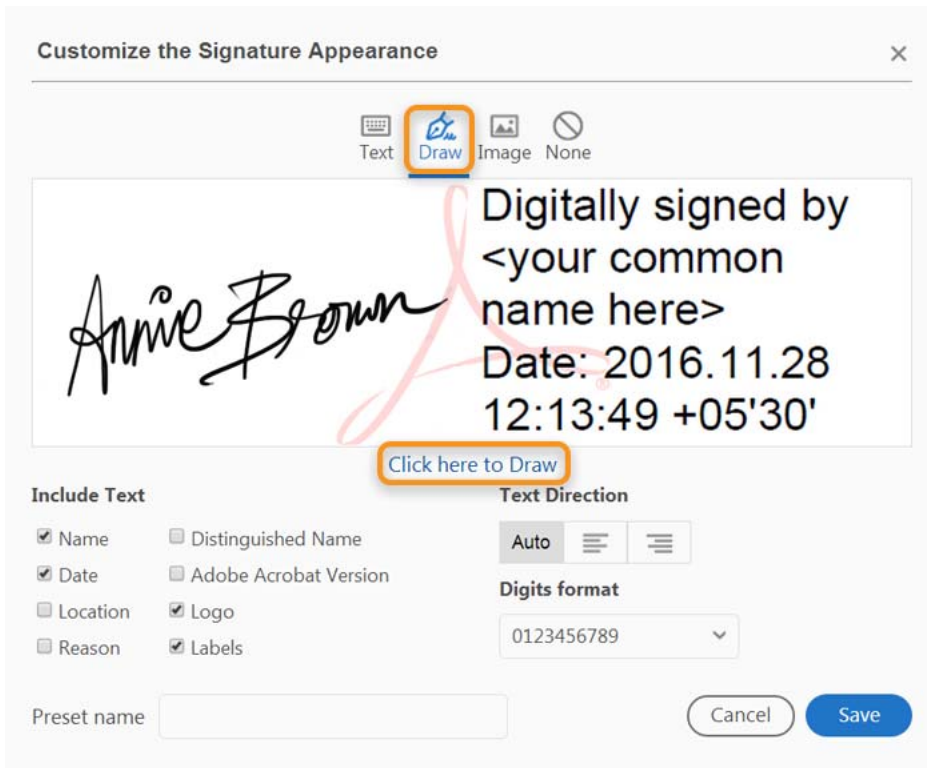 Customize the Signature Appearance
Text Draw Image None
Annie Brown
Digitally signed by
<your common
name here>
Date: 2016.11.28
12:13:49 +05'30'
®
Click here to Draw
Include Text
Name
Distinguished Name
Date
Adobe Acrobat Version
Location
Logo
Reason
Labels
Text Direction
Auto
Digits format
0123456789
Preset name
Cancel
Save